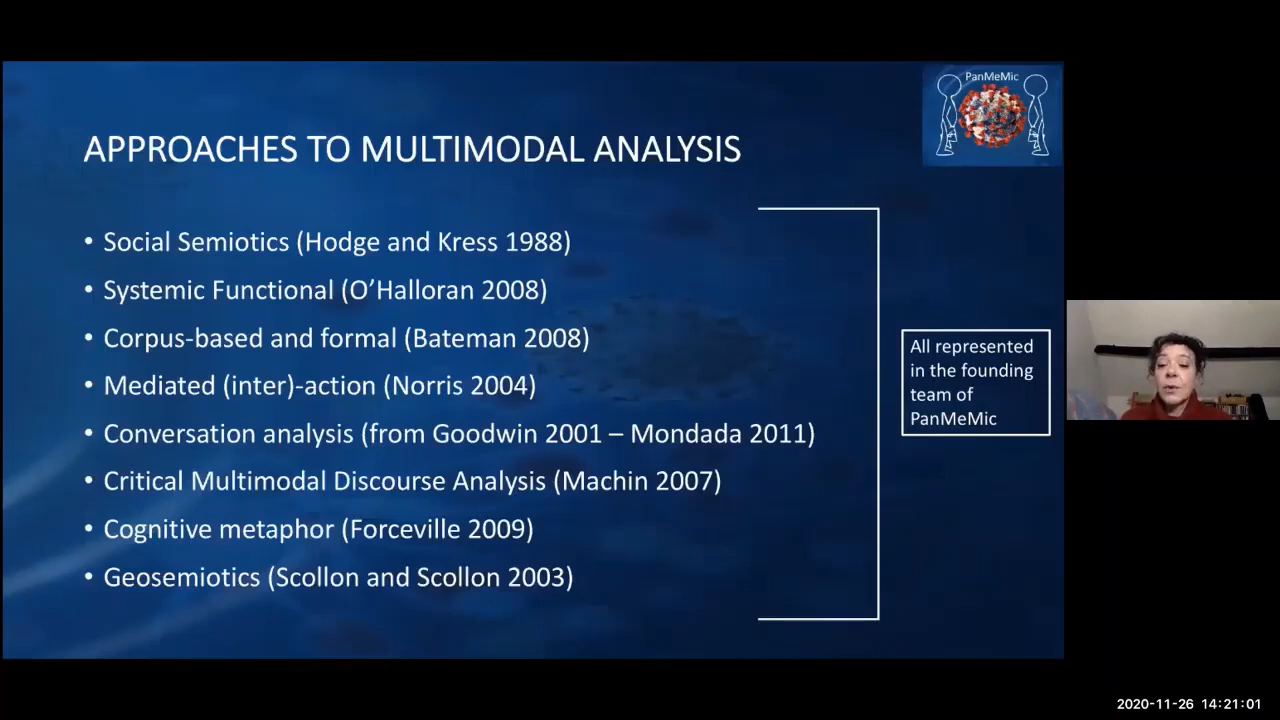 PanMeMic
APPROACHES TO MULTIMODAL ANALYSIS
• Social Semiotics (Hodge and Kress 1988)
• Systemic Functional (O’Halloran 2008)
• Corpus-based and formal (Bateman 2008)
• Mediated (inter)-action (Norris 2004)
• Conversation analysis (from Goodwin 2001 – Mondada 2011)
• Critical Multimodal Discourse Analysis (Machin 2007)
• Cognitive metaphor (Forceville 2009)
• Geosemiotics (Scollon and Scollon 2003)
All represented
in the founding
team of
PanMeMic
2020-11-26 14:21:01